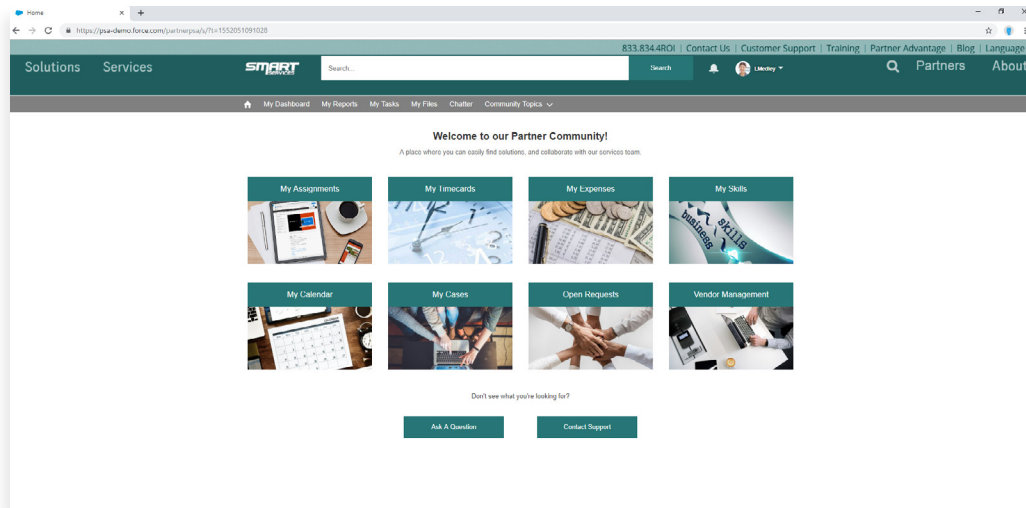 Home
https://psa-demo.force.com/partnerpsa/s/?t=1552051091028
833.834.4ROI | Contact Us | Customer Support | Training | Partner Advantage | Blog | Language
Solutions Services SMART SERVICES Search... Search LMedley Partners About
My Dashboard My Reports My Tasks My Files Chatter Community Topics
Welcome to our Partner Community!
A place where you can easily find solutions, and collaborate with our services team.
My Assignments My Timecards My Expenses My Skills
business skills
My Calendar My Cases Open Requests Vendor Management
Don't see what you're looking for?
Ask A Question Contact Support